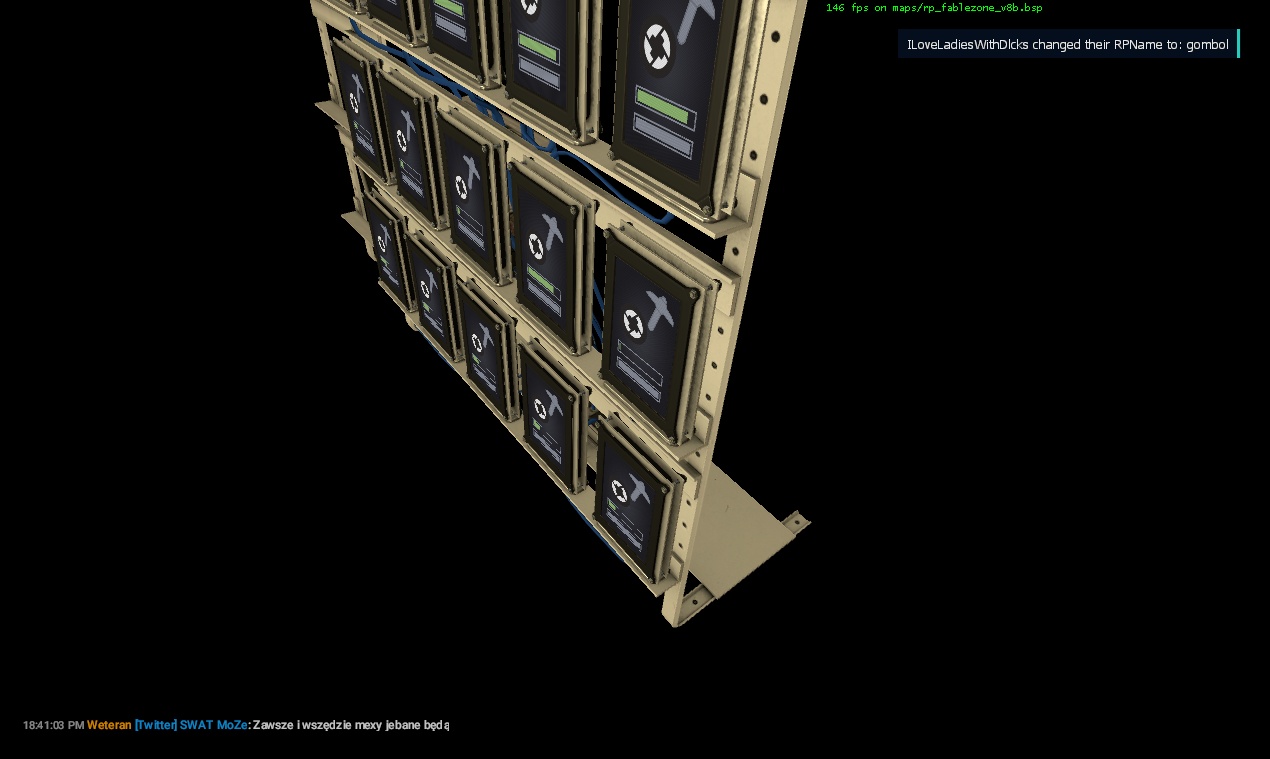 146 fps on maps/rp_fablezone_v8b.bsp
ILoveLadiesWithDIcks changed their RPName to: gombol
18:41:03 PM Weteran [Twitter] SWAT MoZe: Zawsze i wszędzie mexy jebane będą